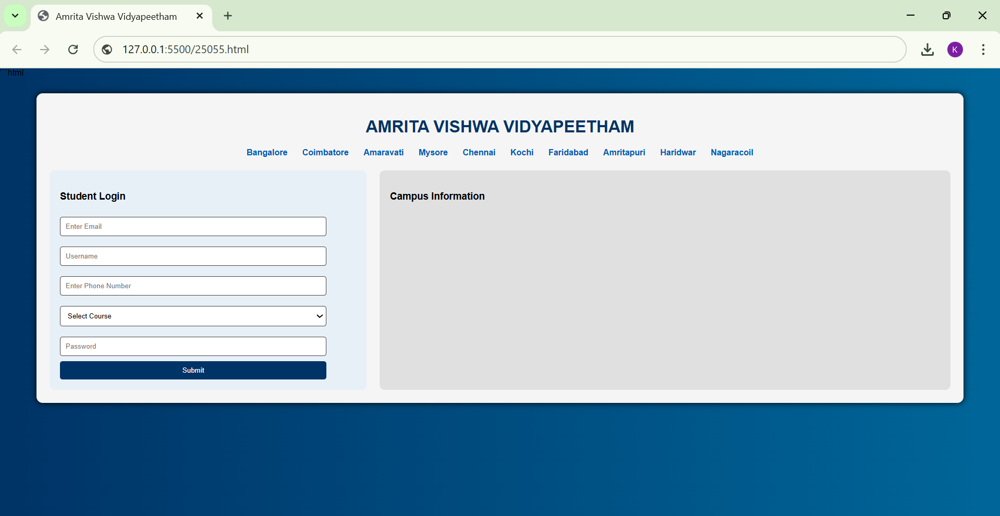 Amrita Vishwa Vidyapeetham
127.0.0.1:5500/25055.html
K
```html
AMRITA VISHWA VIDYAPEETHAM
Bangalore Coimbatore Amaravati Mysore Chennai Kochi Faridabad Amritapuri Haridwar Nagaracoil
Student Login
Enter Email
Username
Enter Phone Number
Select Course
Password
Submit
Campus Information